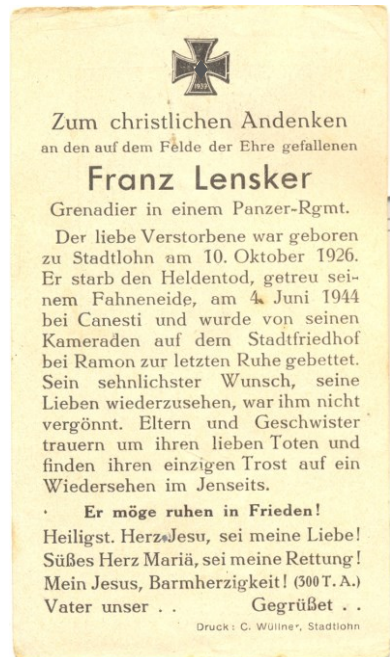 1939
Zum christlichen Andenken
an den auf dem Felde der Ehre gefallenen
Franz Lensker
Grenadier in einem Panzer-Rgmt.
Der liebe Verstorbene war geboren
zu Stadtlohn am 10. Oktober 1926.
Er starb den Heldentod, getreu sei-
nem Fahneneide, am 4. Juni 1944
bei Canesti und wurde von seinen
Kameraden auf dem Stadtfriedhof
bei Ramon zur letzten Ruhe gebettet.
Sein sehnlichster Wunsch, seine
Lieben wiederzusehen, war ihm nicht
vergönnt. Eltern und Geschwister
trauern um ihren lieben Toten und
finden ihren einzigen Trost auf ein
Wiedersehen im Jenseits.
Er möge ruhen in Frieden!
Heiligst. Herz Jesu, sei meine Liebe!
Süßes Herz Mariä, sei meine Rettung!
Mein Jesus, Barmherzigkeit! (300 T. A.)
Vater unser . . Gegrüßet . .
Druck: C. Wüllner, Stadtlohn